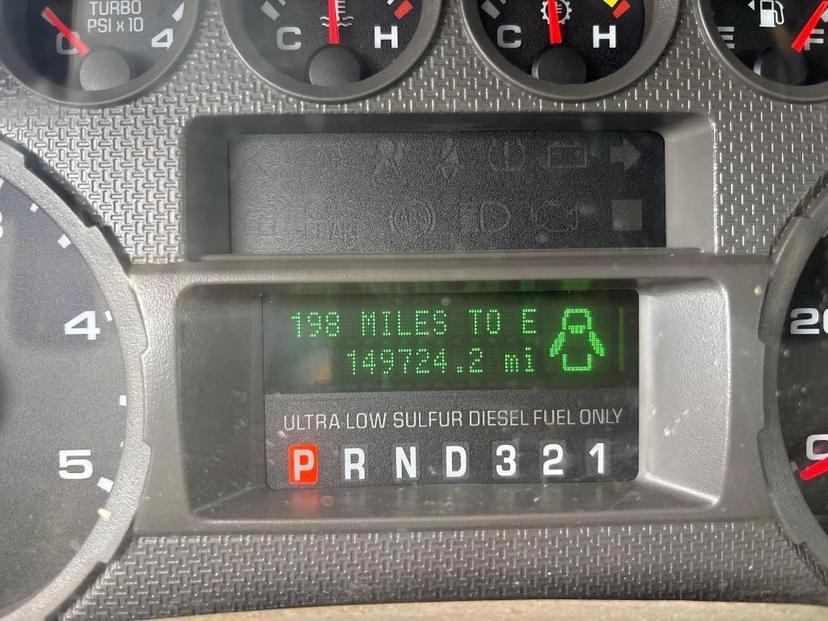 TURBO
PSI x 10
C 4
C E H
C H
E F
ABS
198 MILES TO E
149724.2 mi
ULTRA LOW SULFUR DIESEL FUEL ONLY
P R N D 3 2 1
4
5